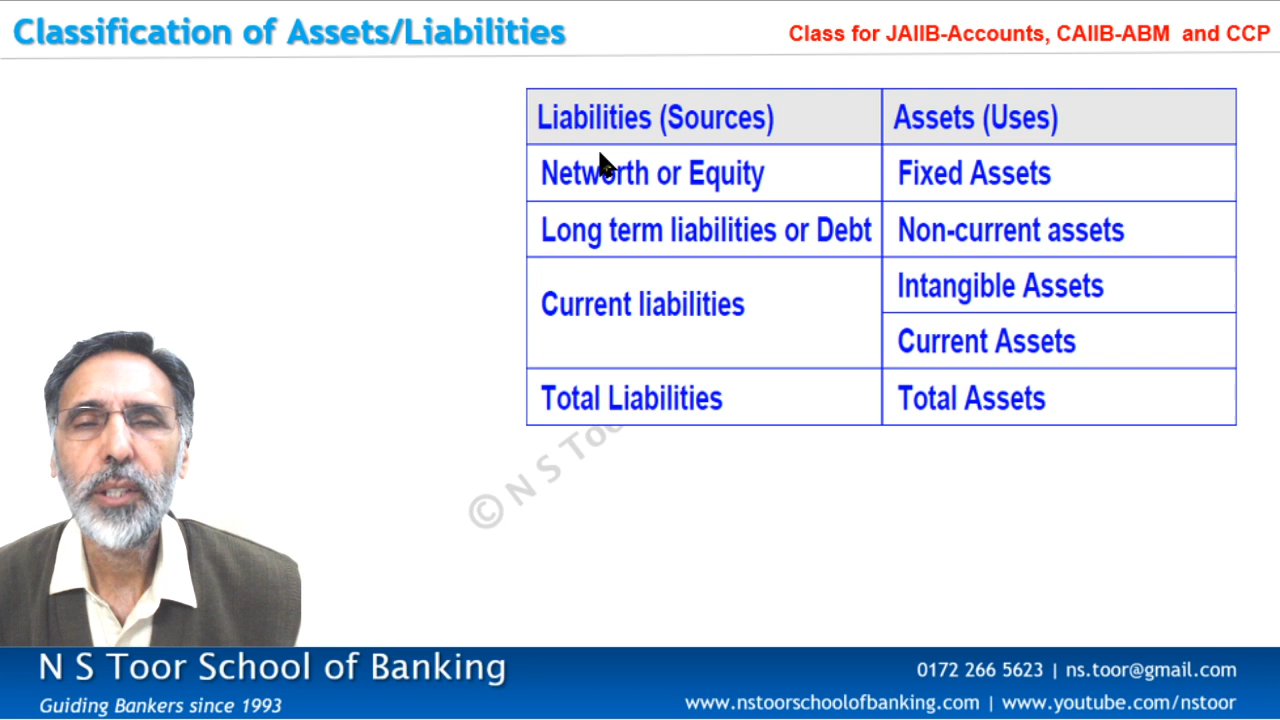 Classification of Assets/Liabilities
Class for JAIIB-Accounts, CAIIB-ABM and CCP
Liabilities (Sources) Assets (Uses)
Networth or Equity Fixed Assets
Long term liabilities or Debt Non-current assets
Current liabilities Intangible Assets
Current Assets
Total Liabilities Total Assets
© N S Too
N S Toor School of Banking
Guiding Bankers since 1993
0172 266 5623 | ns.toor@gmail.com
www.nstoorschoolofbanking.com | www.youtube.com/nstoor